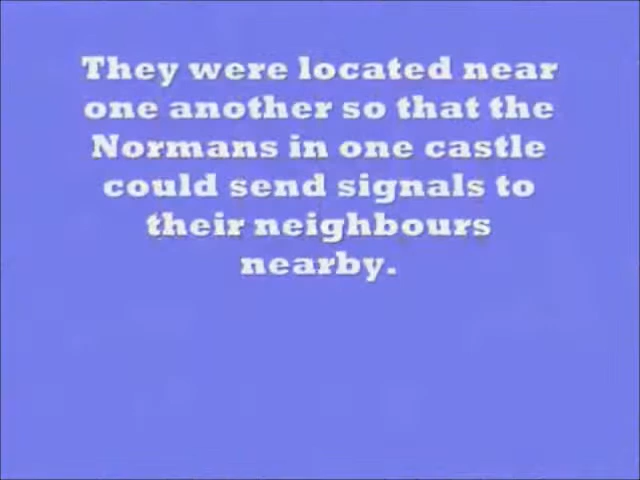 They were located near
one another so that the
Normans in one castle
could send signals to
their neighbours
nearby.